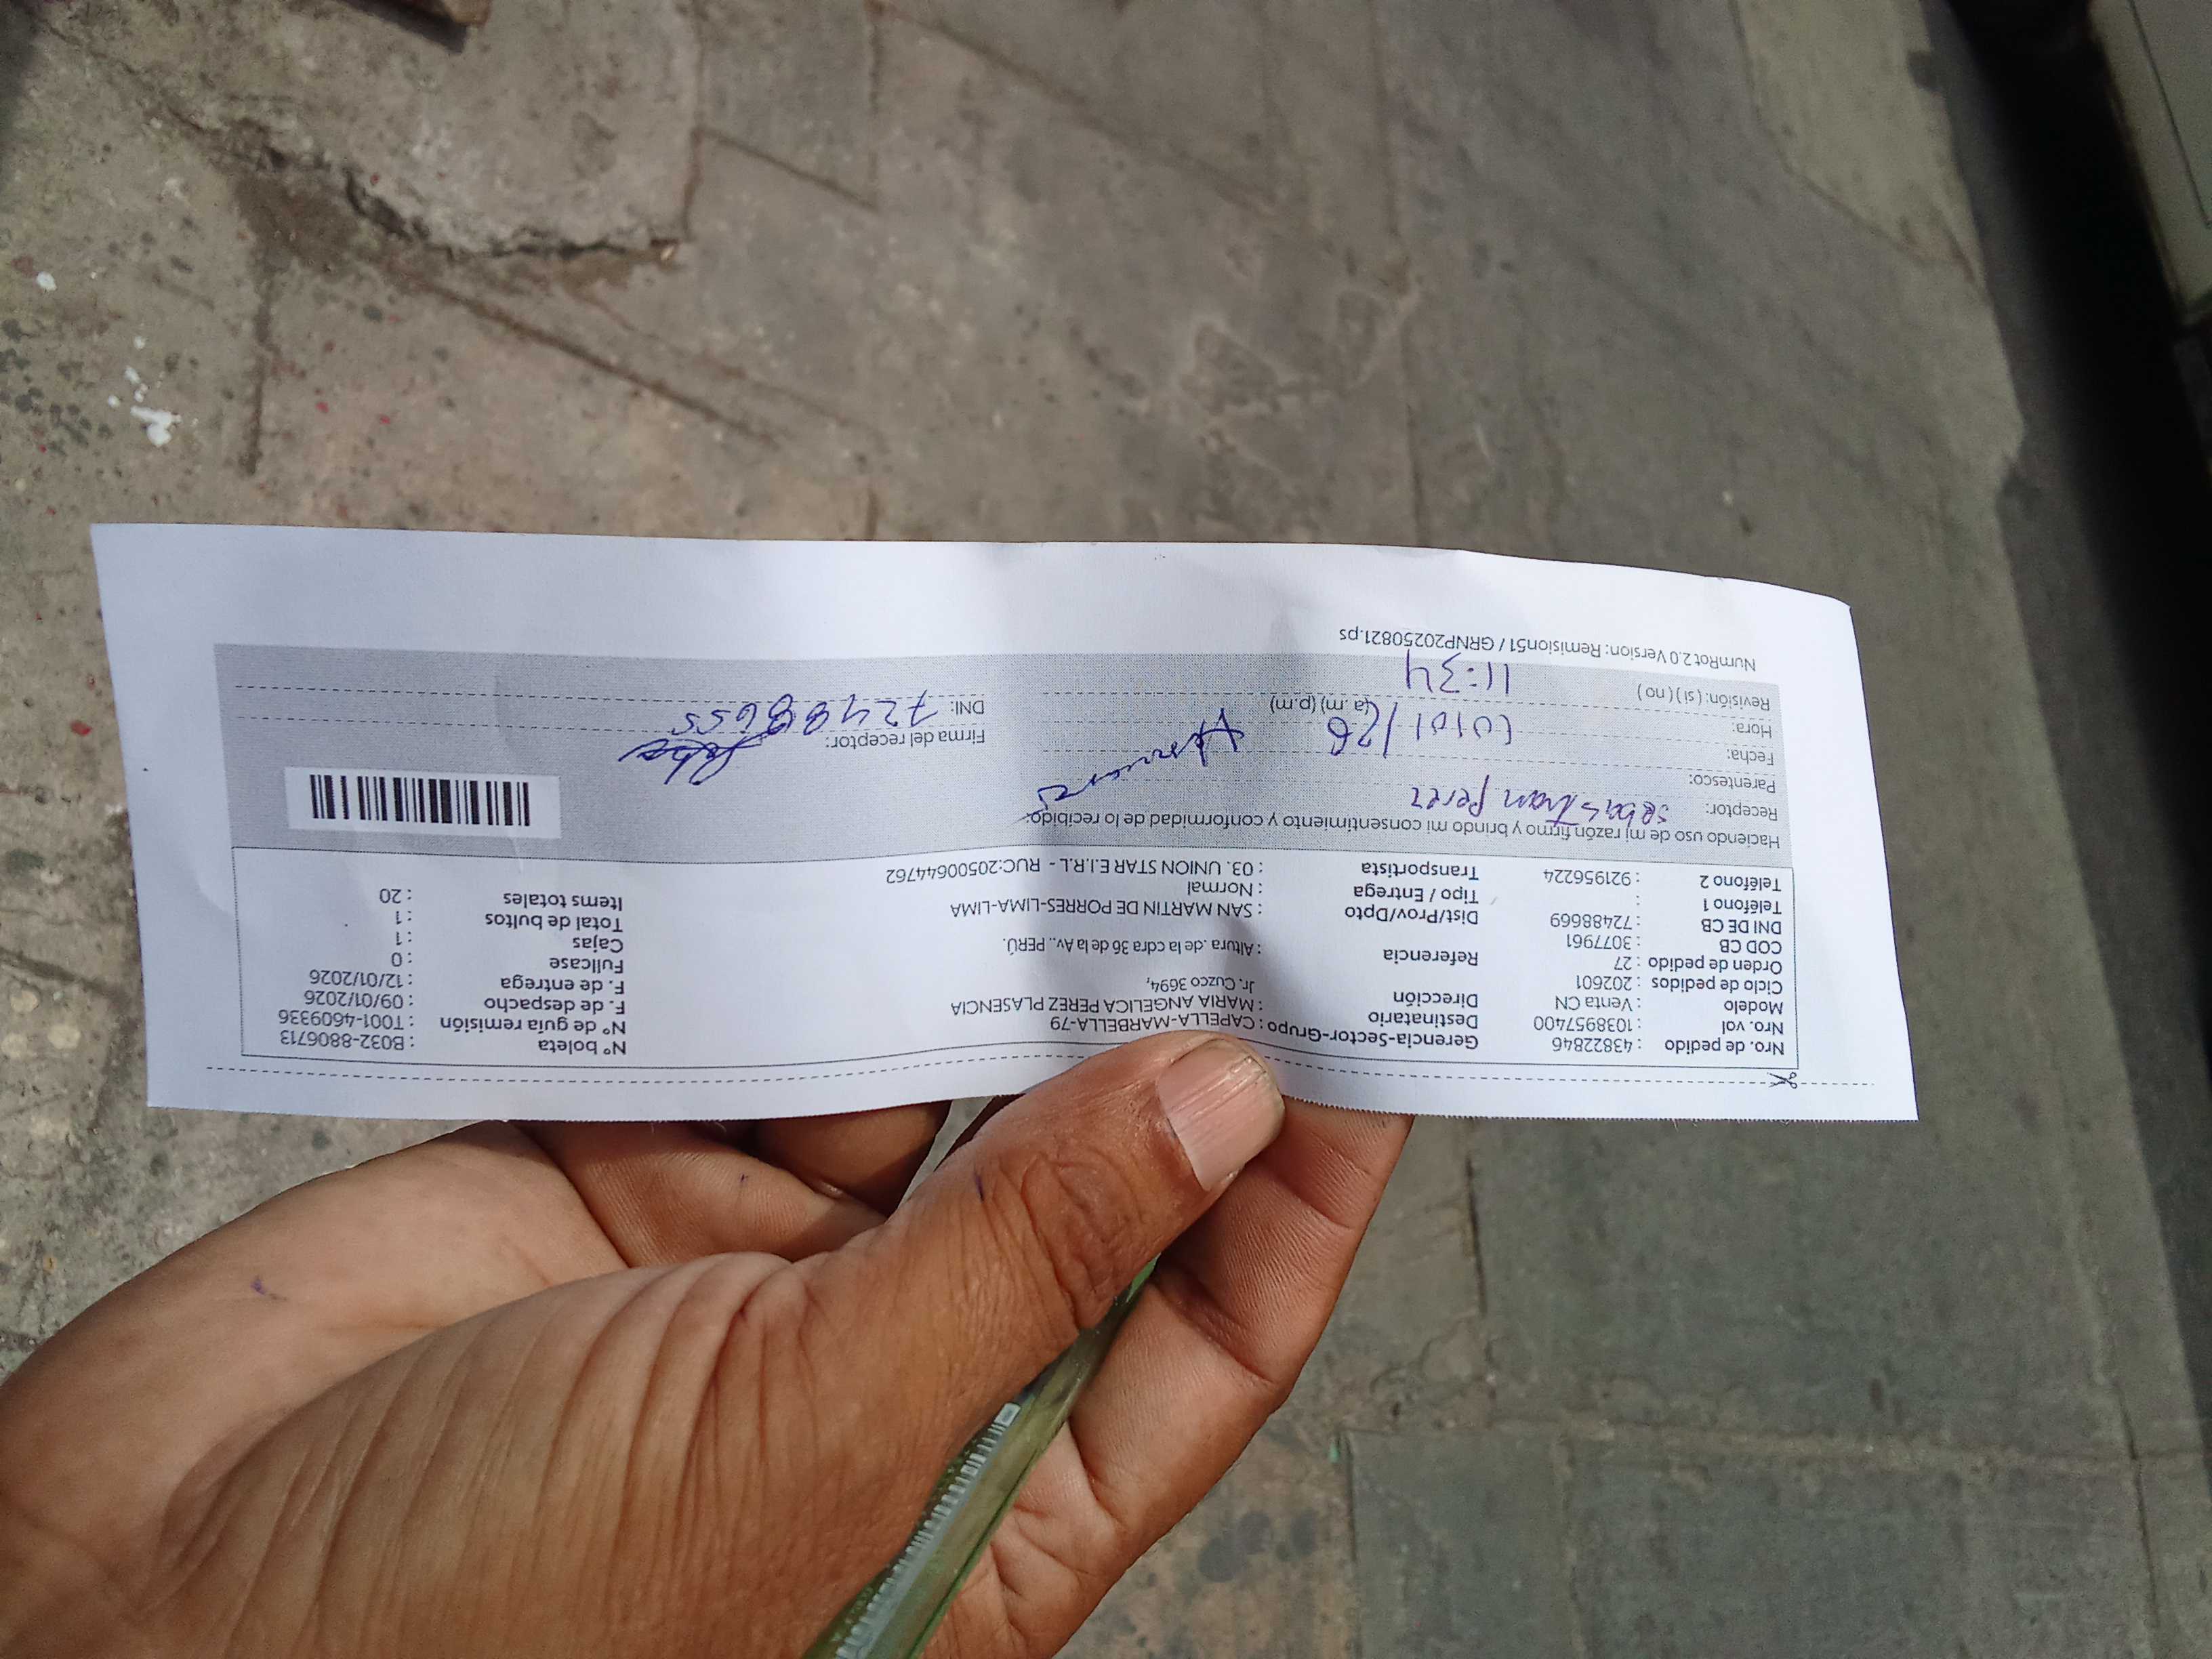 Nro. de pedido : 43822846
Nro. val : 1038957400
Modelo : Venta CN
Ciclo de pedidos : 202601
Orden de pedido : 27
COD CB : 3077961
DNI DE CB : 72488669
Teléfono 1 :
Teléfono 2 : 921956224
Gerencia-Sector-Grupo : CAPELLA-MARBELLA-79
Destinatario : MARIA ANGELICA PEREZ PLASENCIA
Dirección Jr. Cuzco 3694,
Referencia : Altura .de .la cdra 36 de la Av.. PERÚ.
Dist/Prov/Dpto : SAN MARTIN DE PORRES-LIMA-LIMA
Tipo / Entrega : Normal
Transportista : 03. UNION STAR E.I.R.L - RUC:20500644762
N° boleta : B032-8806713
N° de guía remisión : T001-4609336
F. de despacho : 09/01/2026
F. de entrega : 12/01/2026
Fullcase : 0
Cajas : 1
Total de bultos : 1
Items totales : 20
Haciendo uso de mi razón firmo y brindo mi consentimiento y conformidad de lo recibido:
Receptor: Sebastian Perez
Parentesco:
Fecha: /01/26
Hora: (a .m) (p.m)
11:34
Revisión: ( si ) ( no )
Firma del receptor:
DNI: 72488655
NumRot 2.0 Version: Remision51 / GRNP20250821.ps